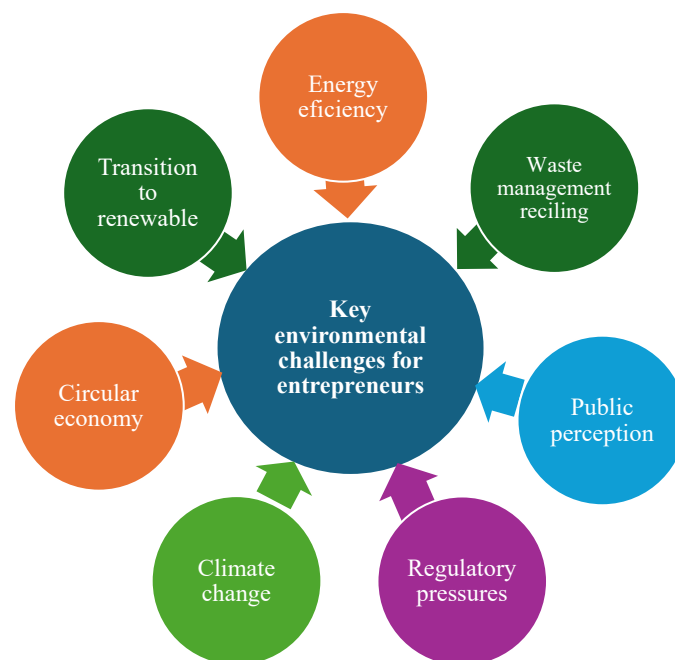 Energy
eficiency
Waste
management
reciling
Public
perception
Regulatory
pressures
Climate
change
Circular
economy
Transition
to
renewable
Key
environmental
challenges for
entrepreneurs